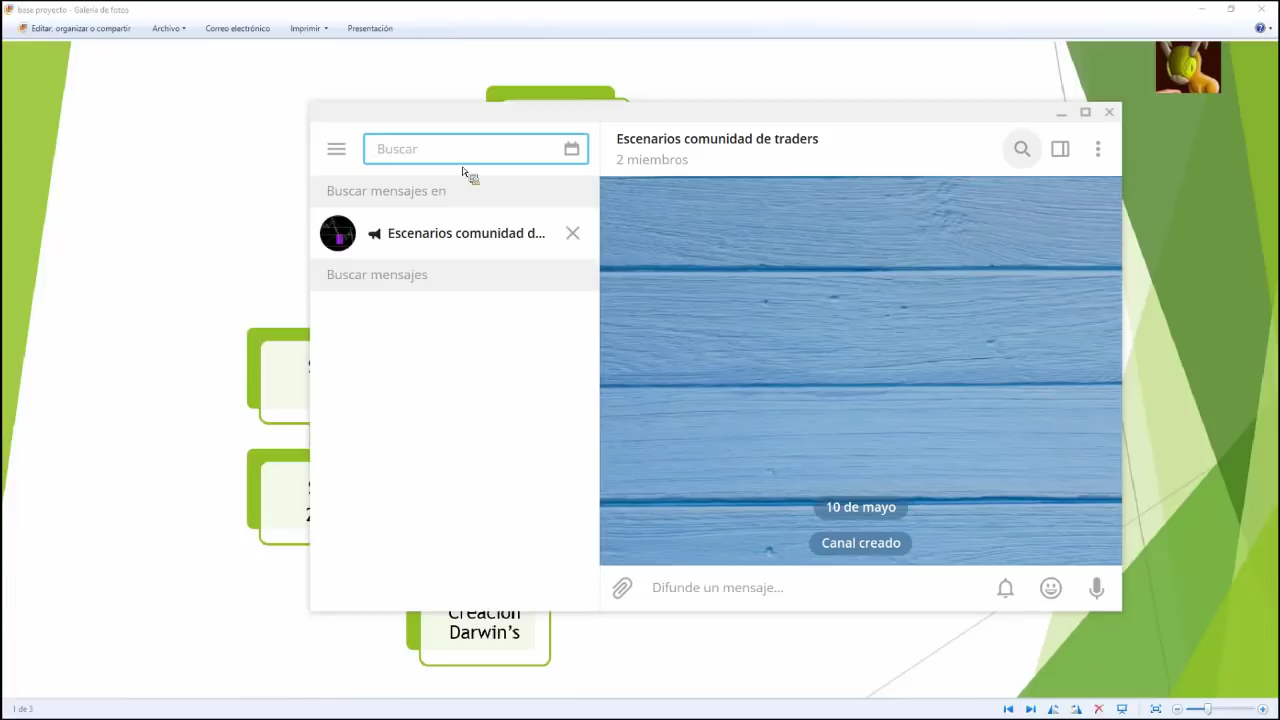 base proyecto - Galería de fotos
Editar, organizar o compartir
Archivo
Correo electrónico
Imprimir
Presentación
Buscar
Buscar mensajes en
Escenarios comunidad d...
Buscar mensajes
Escenarios comunidad de traders
2 miembros
10 de mayo
Canal creado
Difunde un mensaje...
Creación
Darwin's
1 de 3